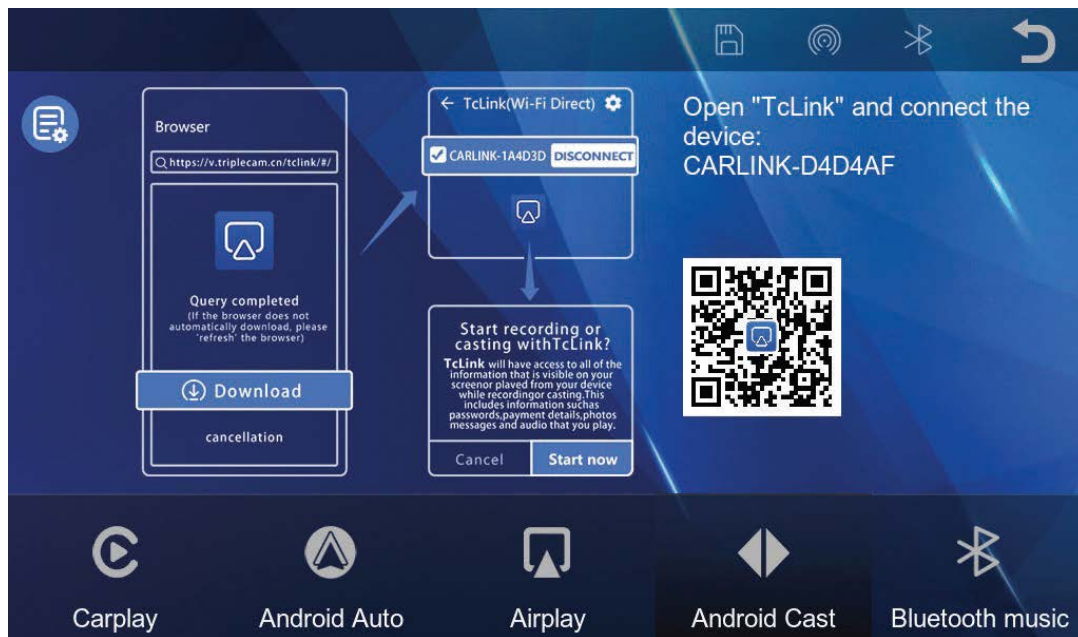 Browser
https://v.triplecam.cn/tclink/#/
Query completed
(If the
browser does not
automatically download, please
'refresh' the browser)
Download
cancellation
TcLink(Wi-Fi Direct)
CARLINK-1A4D3D DISCONNECT
Start recording or
casting withTcLink?
TcLink will have access to all of the
information that is visible on your
screenor plaved from your device
while recordingor casting.This
includes information suchas
passwords,payment details,photos
messages and audio that you play.
Cancel Start now
Open "TcLink" and connect the
device:
CARLINK-D4D4AF
Carplay
Android Auto
Airplay
Android Cast
Bluetooth music